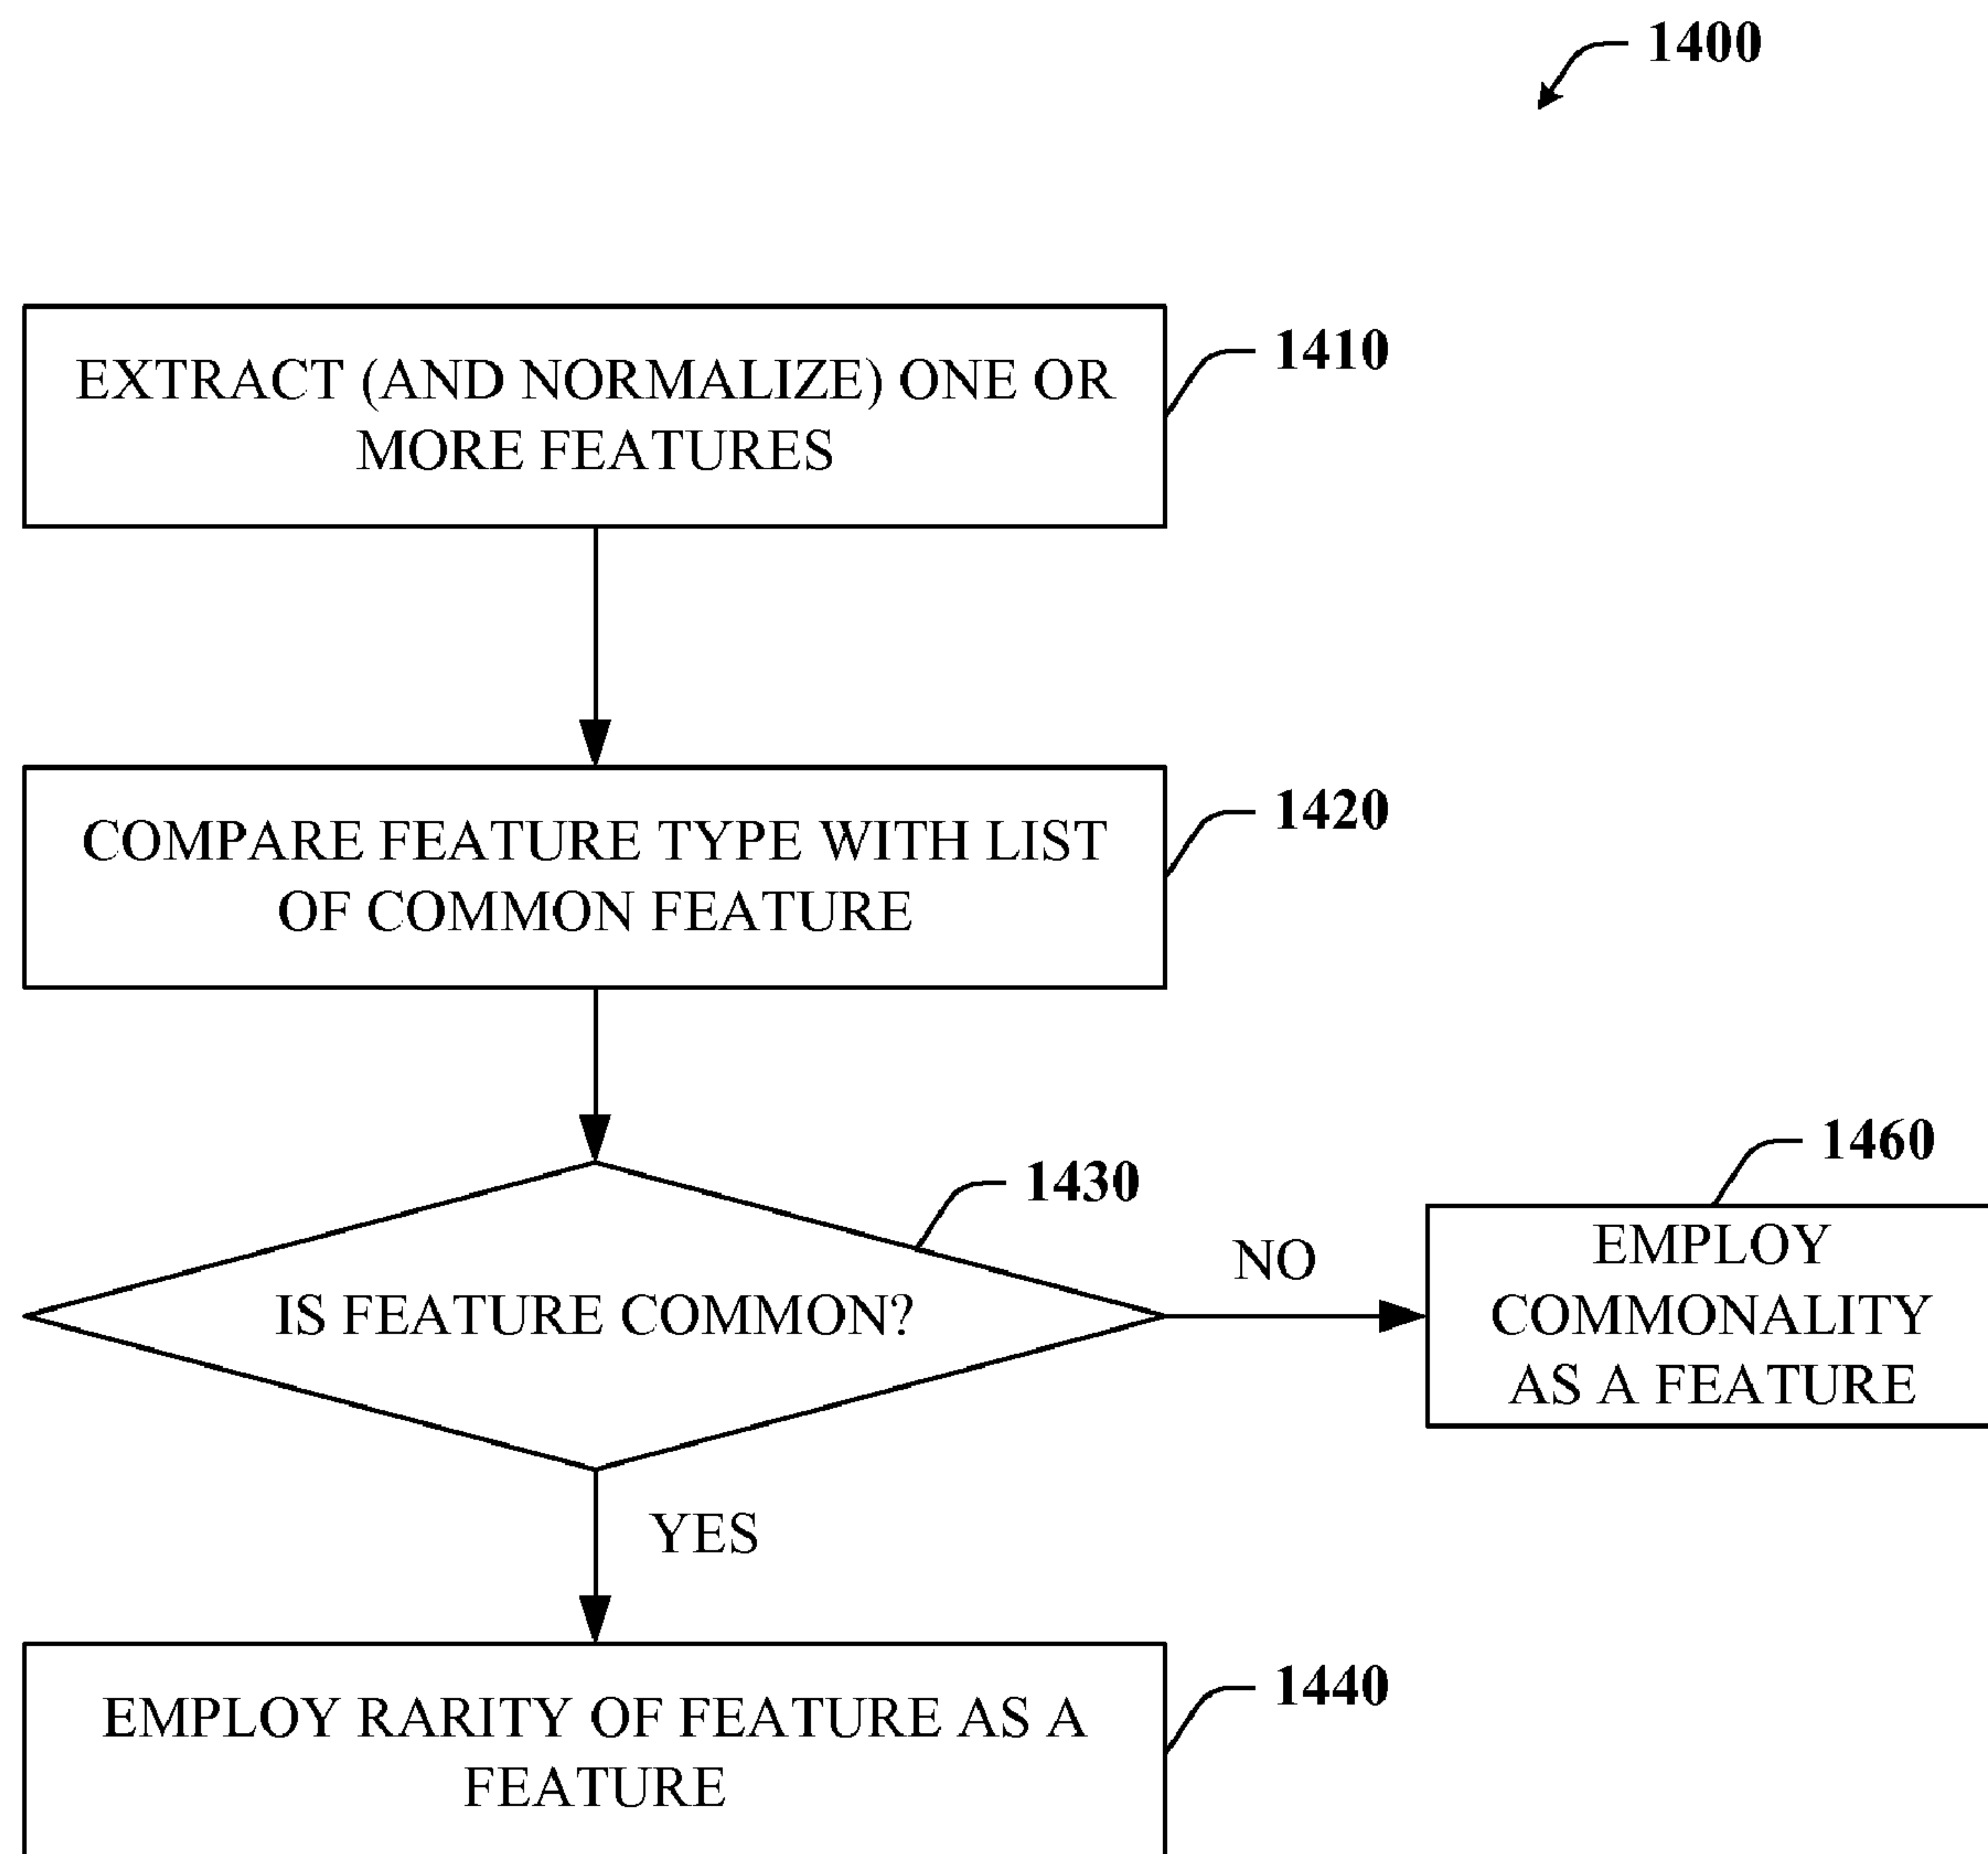 1400
EXTRACT (AND NORMALIZE) ONE OR
MORE FEATURES
1410
COMPARE FEATURE TYPE WITH LIST
OF COMMON FEATURE
1420
IS FEATURE COMMON?
1430
NO
1460
EMPLOY
COMMONALITY
AS A FEATURE
YES
EMPLOY RARITY OF FEATURE AS A
FEATURE
1440